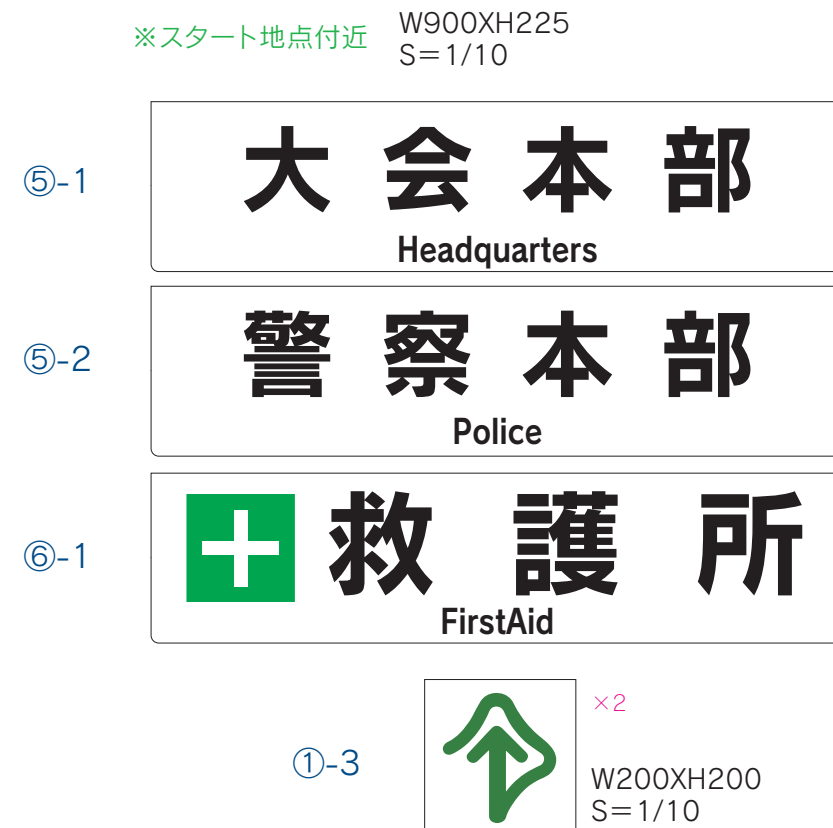 ※スタート地点付近
W900XH225
S=1/10
⑤-1
大会本部
Headquarters
⑤-2
警察本部
Police
⑥-1
救護所
FirstAid
①-3
×2
W200XH200
S=1/10